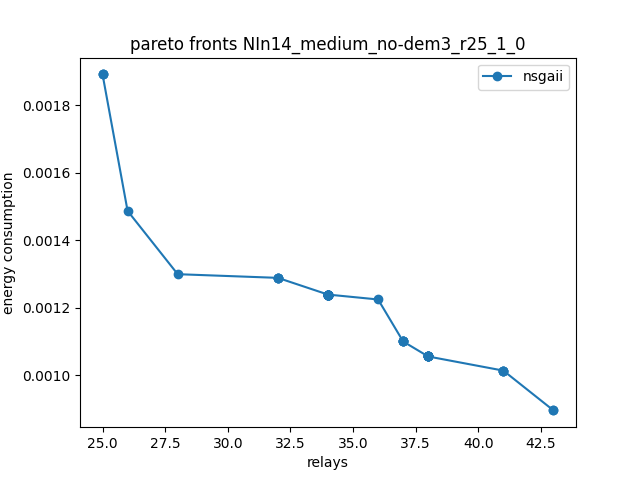 pareto fronts NIn14_medium_no-dem3_r25_1_0
nsgaii
energy consumption
0.0018
0.0016
0.0014
0.0012
0.0010
25.0 27.5 30.0 32.5 35.0 37.5 40.0 42.5
relays